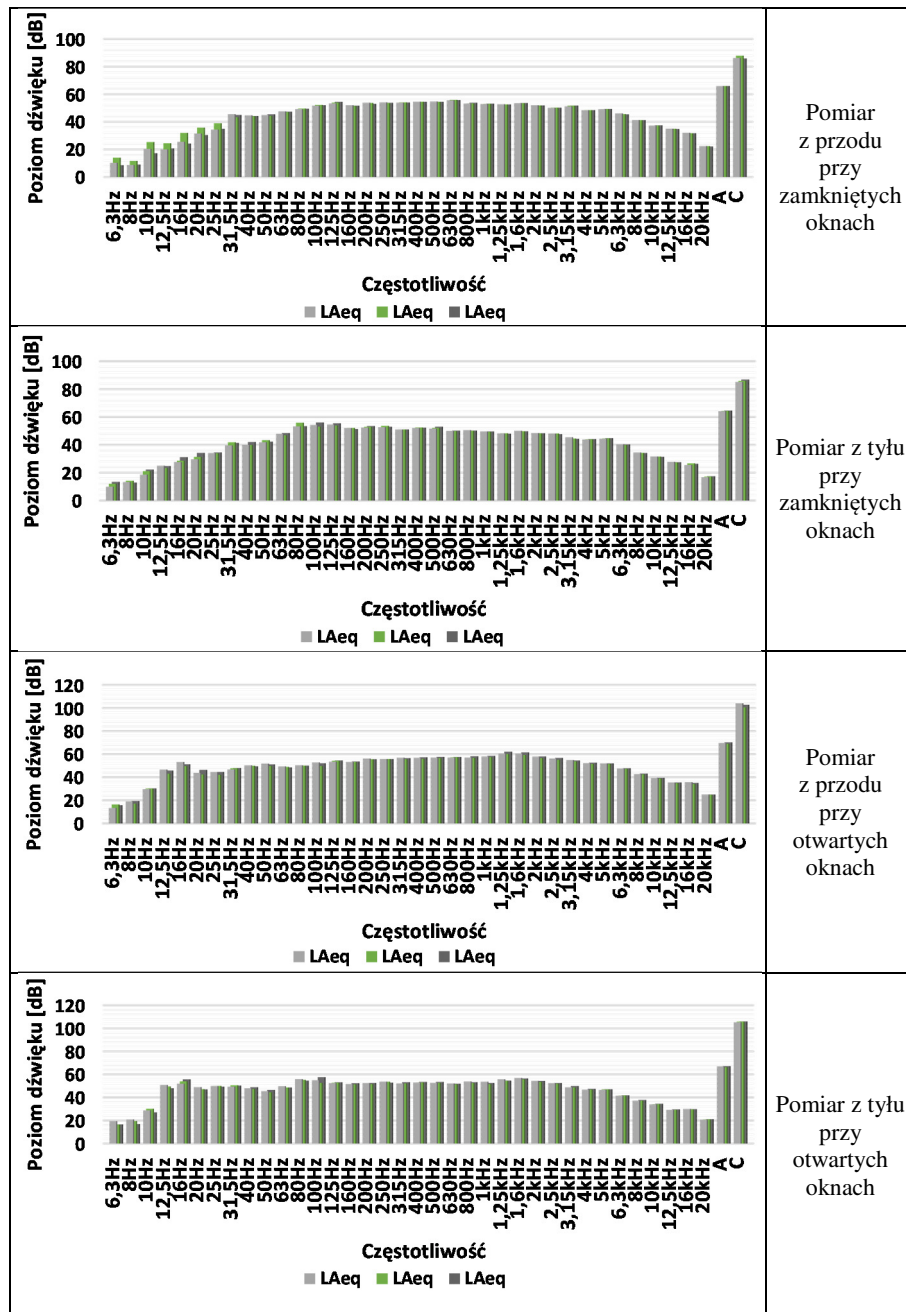 Poziom dźwięku [dB]
100
80
60
40
20
0
6,3Hz 8Hz 10Hz 12,5Hz 16Hz 20Hz 25Hz 31,5Hz 40Hz 50Hz 63Hz 80Hz 100Hz 125Hz 160Hz 200Hz 250Hz 315Hz 400Hz 500Hz 630Hz 800Hz 1kHz 1,25kHz 1,6kHz 2kHz 2,5kHz 3,15kHz 4kHz 5kHz 6,3kHz 8kHz 10kHz 12,5kHz 16kHz 20kHz A C
Częstotliwość
LAeq LAeq LAeq
Pomiar
z przodu
przy
zamkniętych
oknach
Poziom dźwięku [dB]
100
80
60
40
20
0
6,3Hz 8Hz 10Hz 12,5Hz 16Hz 20Hz 25Hz 31,5Hz 40Hz 50Hz 63Hz 80Hz 100Hz 125Hz 160Hz 200Hz 250Hz 315Hz 400Hz 500Hz 630Hz 800Hz 1kHz 1,25kHz 1,6kHz 2kHz 2,5kHz 3,15kHz 4kHz 5kHz 6,3kHz 8kHz 10kHz 12,5kHz 16kHz 20kHz A C
Częstotliwość
LAeq LAeq LAeq
Pomiar z tyłu
przy
zamkniętych
oknach
Poziom dźwięku [dB]
120
100
80
60
40
20
0
6,3Hz 8Hz 10Hz 12,5Hz 16Hz 20Hz 25Hz 31,5Hz 40Hz 50Hz 63Hz 80Hz 100Hz 125Hz 160Hz 200Hz 250Hz 315Hz 400Hz 500Hz 630Hz 800Hz 1kHz 1,25kHz 1,6kHz 2kHz 2,5kHz 3,15kHz 4kHz 5kHz 6,3kHz 8kHz 10kHz 12,5kHz 16kHz 20kHz A C
Częstotliwość
LAeq LAeq LAeq
Pomiar
z przodu
przy
otwartych
oknach
Poziom dźwięku [dB]
120
100
80
60
40
20
0
6,3Hz 8Hz 10Hz 12,5Hz 16Hz 20Hz 25Hz 31,5Hz 40Hz 50Hz 63Hz 80Hz 100Hz 125Hz 160Hz 200Hz 250Hz 315Hz 400Hz 500Hz 630Hz 800Hz 1kHz 1,25kHz 1,6kHz 2kHz 2,5kHz 3,15kHz 4kHz 5kHz 6,3kHz 8kHz 10kHz 12,5kHz 16kHz 20kHz A C
Częstotliwość
LAeq LAeq LAeq
Pomiar z tyłu
przy
otwartych
oknach